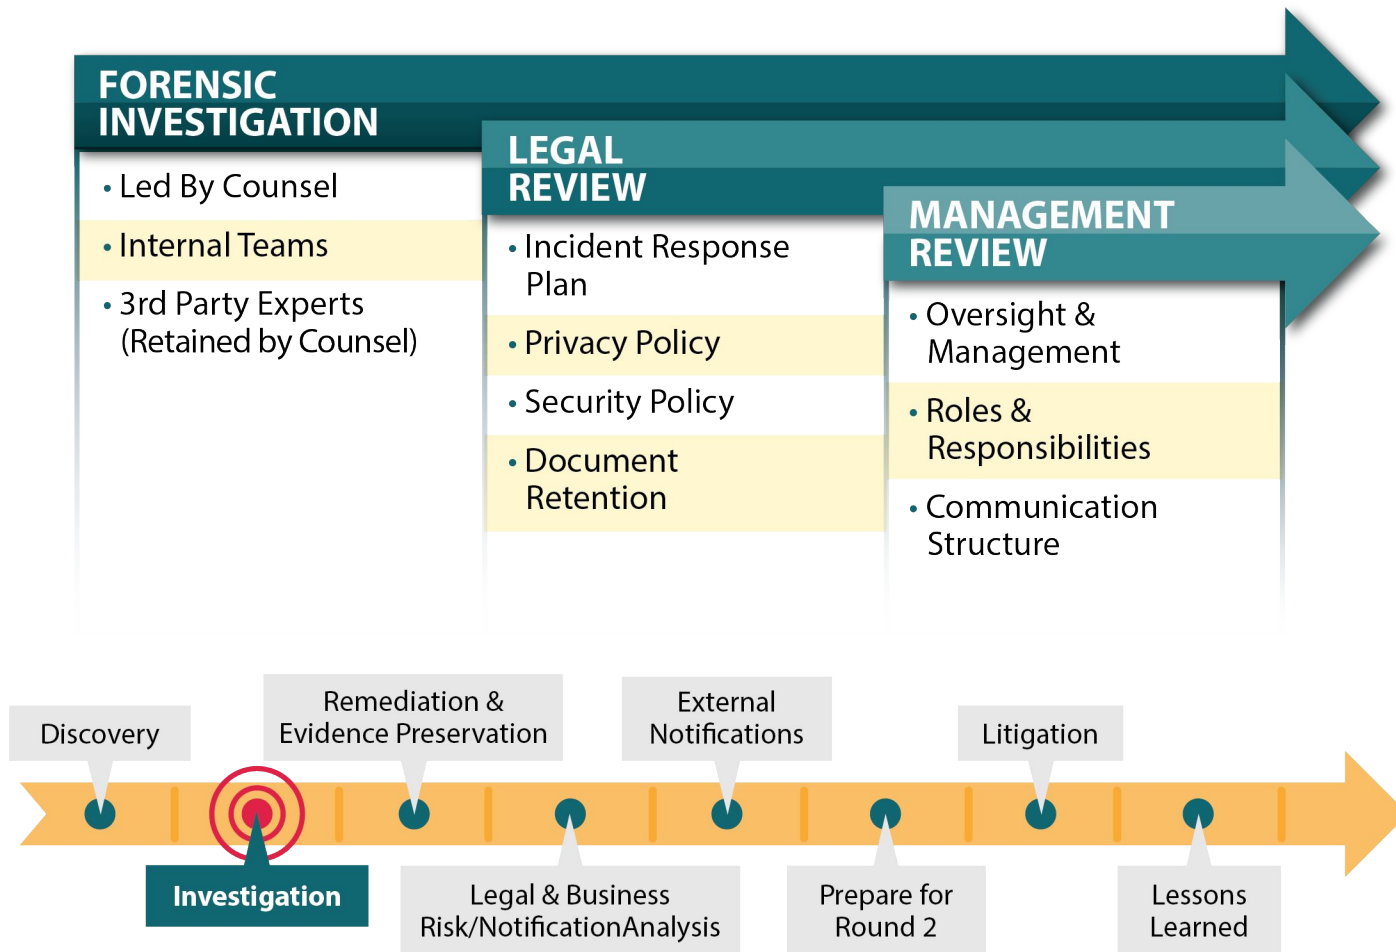 FORENSIC
INVESTIGATION
• Led By Counsel
• Internal Teams
• 3rd Party Experts
(Retained by Counsel)
LEGAL
REVIEW
• Incident Response
Plan
• Privacy Policy
• Security Policy
• Document
Retention
MANAGEMENT
REVIEW
• Oversight &
Management
• Roles &
Responsibilities
• Communication
Structure
Discovery
Investigation
Remediation &
Evidence Preservation
Legal & Business
Risk/NotificationAnalysis
External
Notifications
Prepare for
Round 2
Litigation
Lessons
Learned